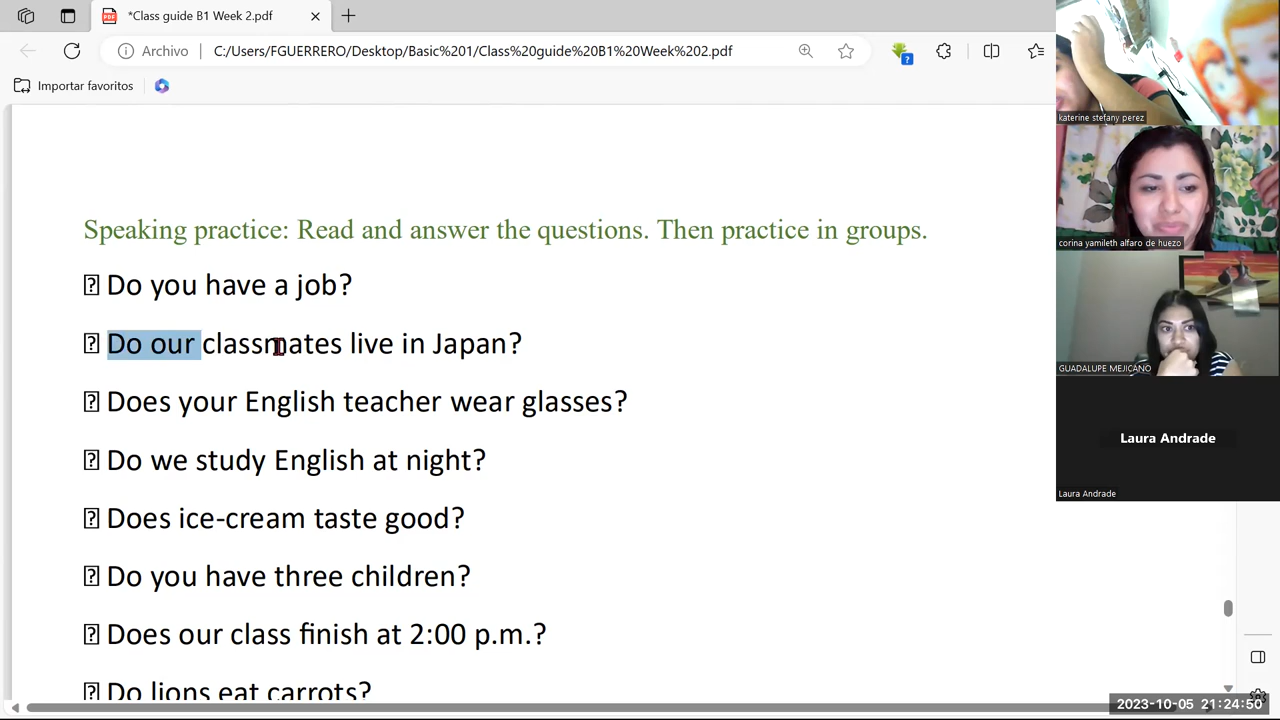 *Class guide B1 Week 2.pdf
Archivo
C:/Users/FGUERRERO/Desktop/Basic%201/Class%20guide%20B1%20Week%202.pdf
Importar favoritos
Speaking practice: Read and answer the questions. Then practice in groups.
Do you have a job?
Do our classmates live in Japan?
Does your English teacher wear glasses?
Do we study English at night?
Does ice-cream taste good?
Do you have three children?
Does our class finish at 2:00 p.m.?
Do lions eat carrots?
katerine stefany perez
corina yamileth alfaro de huezo
GUADALUPE MEJICANO
Laura Andrade
Laura Andrade
2023-10-05 21:24:50